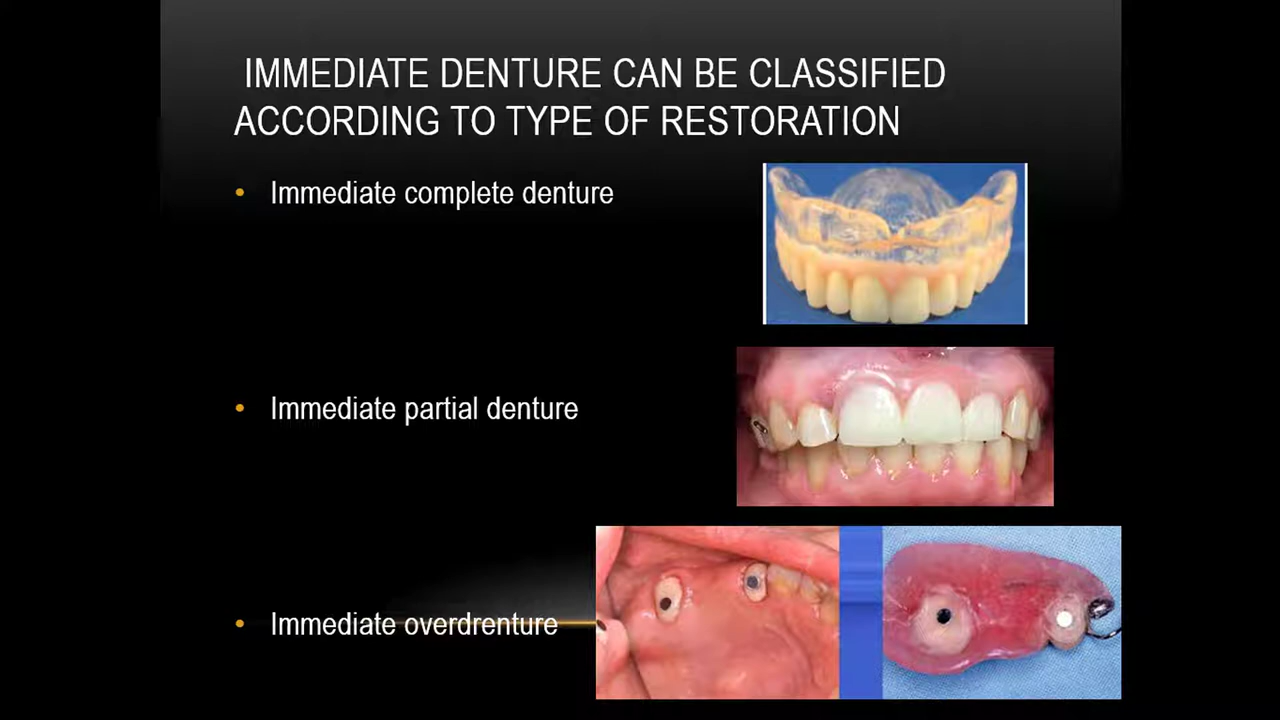 IMMEDIATE DENTURE CAN BE CLASSIFIED
ACCORDING TO TYPE OF RESTORATION
• Immediate complete denture
• Immediate partial denture
• Immediate overdrenture